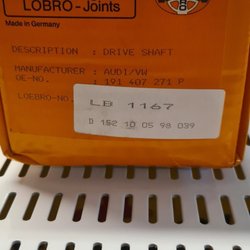 LOBRO - Joints
Made in Germany
DESCRIPTION : DRIVE SHAFT
MANUFACTURER : AUDI/VW
OE-NO. : 191 407 271 P
LOEBRO-NO.
LB 1167
D 152 10 05 98 039